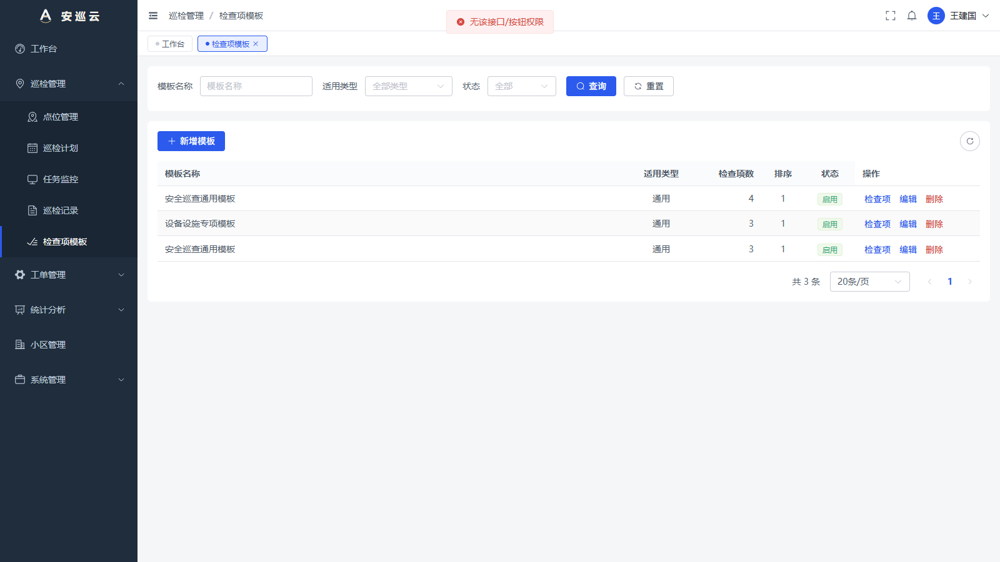 安巡云
工作台
巡检管理
点位管理
巡检计划
任务监控
巡检记录
检查项模板
工单管理
统计分析
小区管理
系统管理
巡检管理 / 检查项模板
无该接口/按钮权限
王 王建国
工作台 检查项模板
模板名称 模板名称 适用类型 全部类型 状态 全部 查询 重置
新增模板
模板名称 适用类型 检查项数 排序 状态 操作
安全巡查通用模板 通用 4 1 启用 检查项 编辑 删除
设备设施专项模板 通用 3 1 启用 检查项 编辑 删除
安全巡查通用模板 通用 3 1 启用 检查项 编辑 删除
共 3 条 20条/页 1